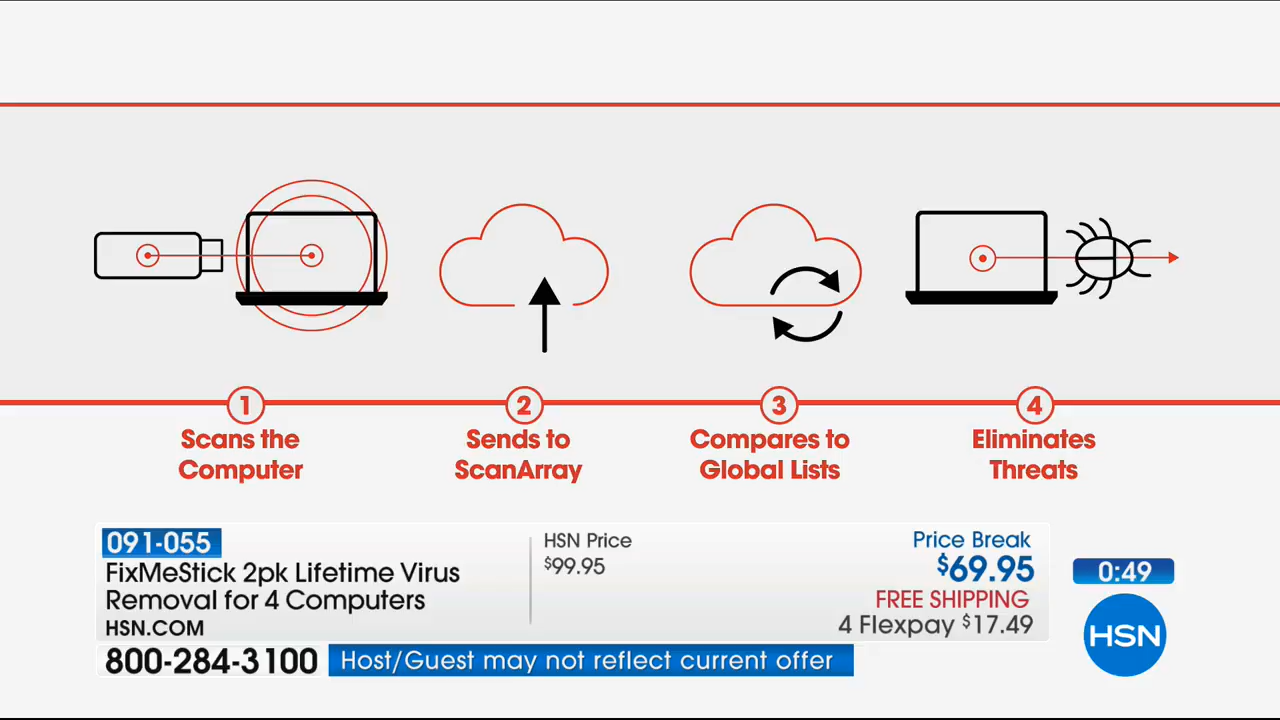 1
Scans the
Computer
2
Sends to
ScanArray
3
Compares to
Global Lists
4
Eliminates
Threats
091-055
FixMeStick 2pk Lifetime Virus
Removal for 4 Computers
HSN.COM
HSN Price
$99.95
Price Break
$69.95
FREE SHIPPING
4 Flexpay $17.49
0:49
HSN
800-284-3100
Host/Guest may not reflect current offer